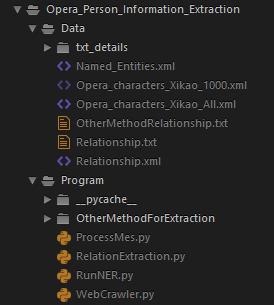 Opera_Person_Information_Extraction
Data
txt_details
Named_Entities.xml
Opera_characters_Xikao_1000.xml
Opera_characters_Xikao_All.xml
OtherMethodRelationship.txt
Relationship.txt
Relationship.xml
Program
__pycache__
OtherMethodForExtraction
ProcessMes.py
RelationExtraction.py
RunNER.py
WebCrawler.py